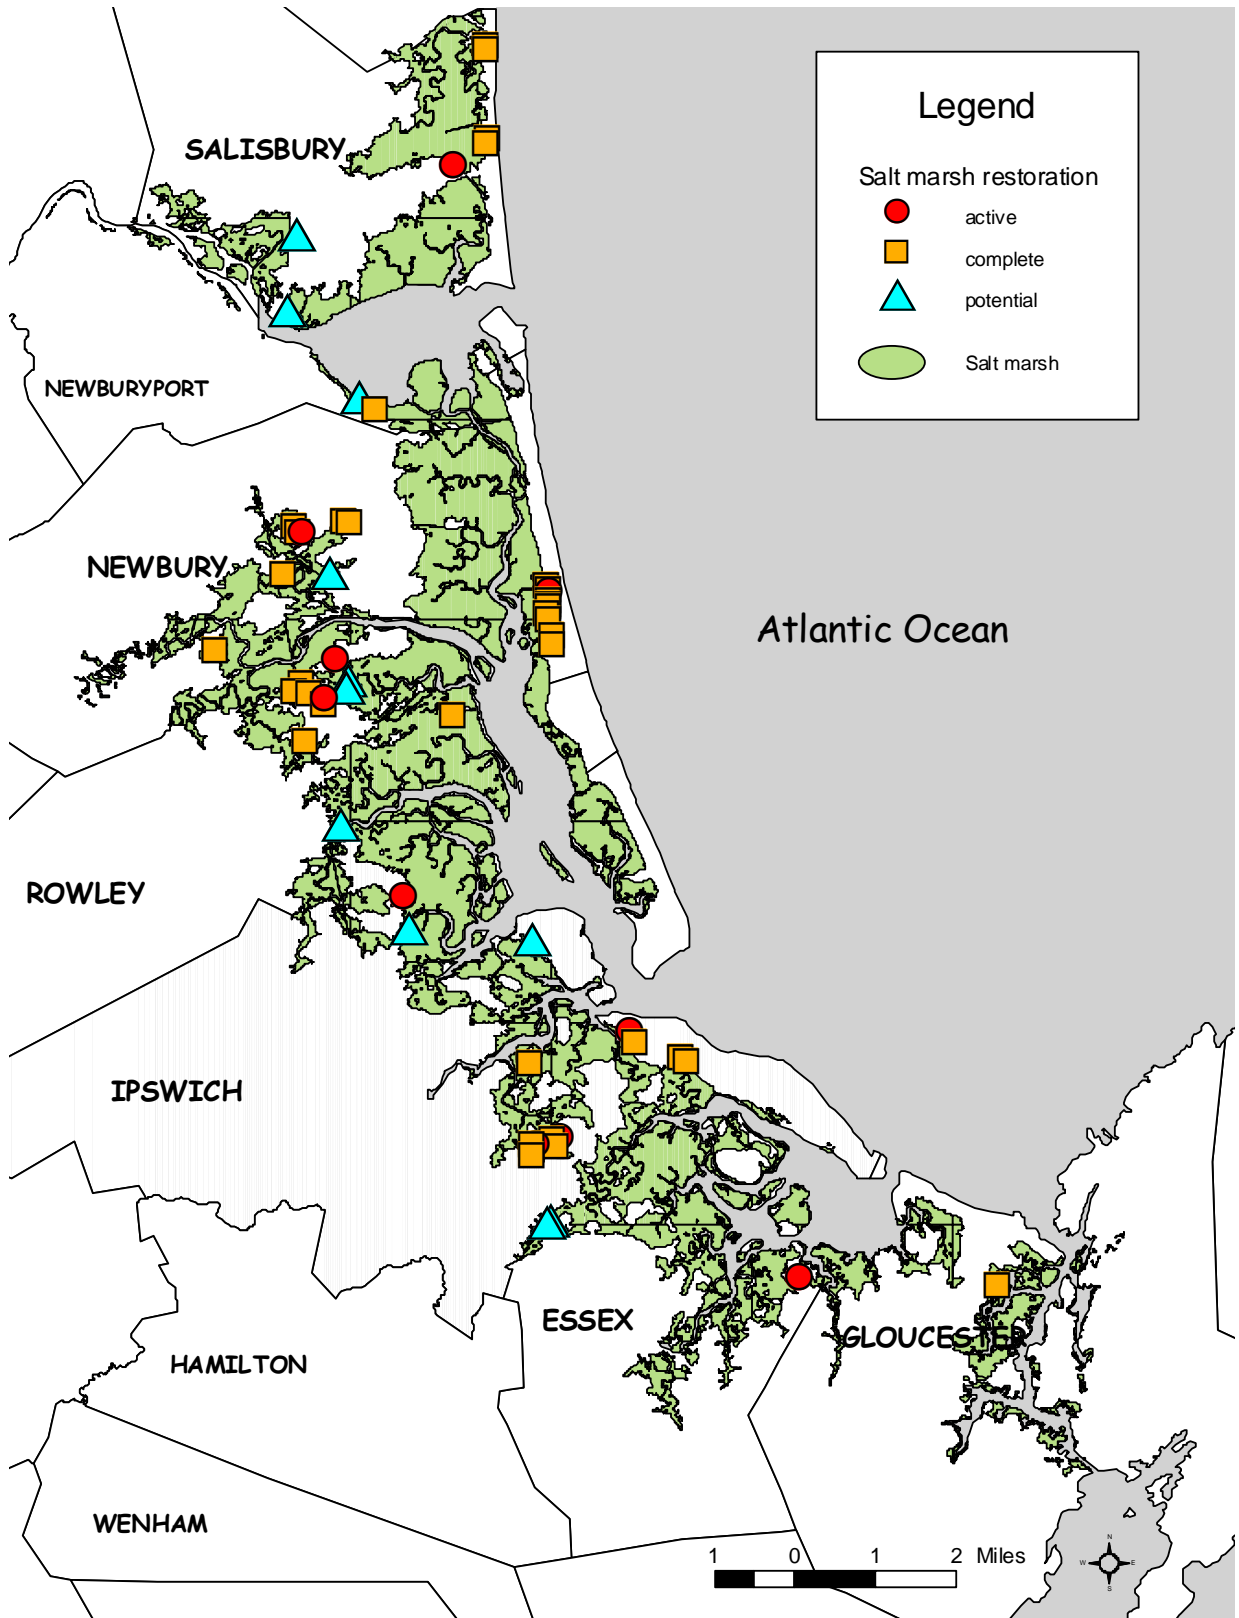 Legend
Salt marsh restoration
active
complete
potential
Salt marsh
SALISBURY
NEWBURYPORT
NEWBURY
Atlantic Ocean
ROWLEY
IPSWICH
ESSEX
GLOUCESTER
HAMILTON
WENHAM
1 0 1 2 Miles
N
W E
S